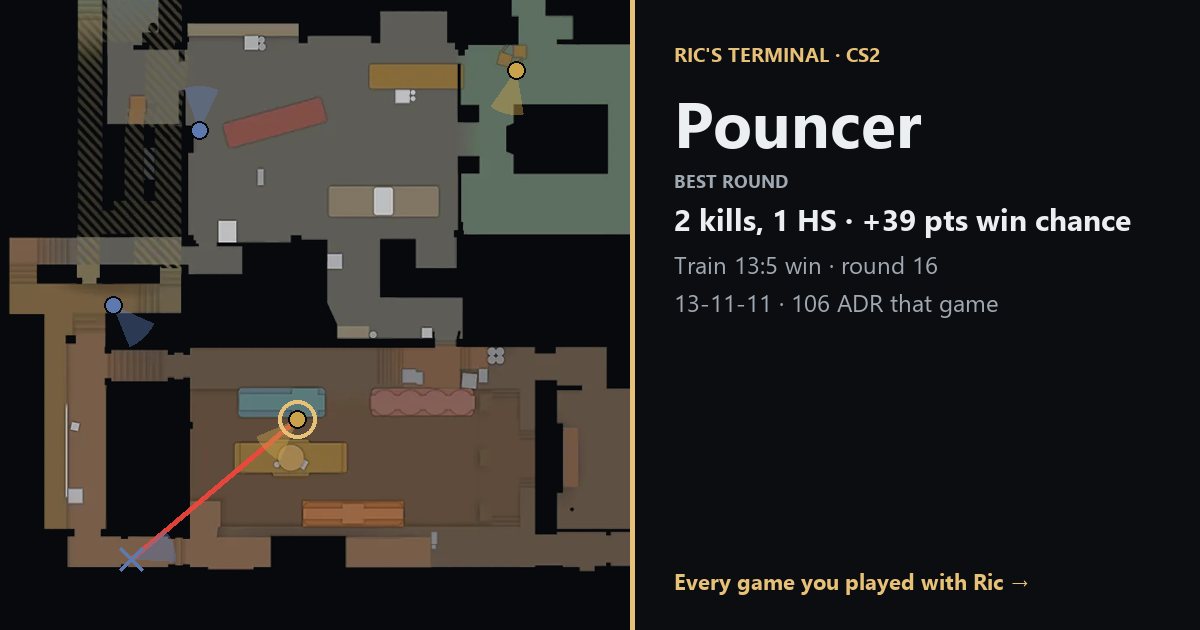 RIC'S TERMINAL · CS2
Pouncer
BEST ROUND
2 kills, 1 HS · +39 pts win chance
Train 13:5 win · round 16
13-11-11 · 106 ADR that game
Every game you played with Ric →